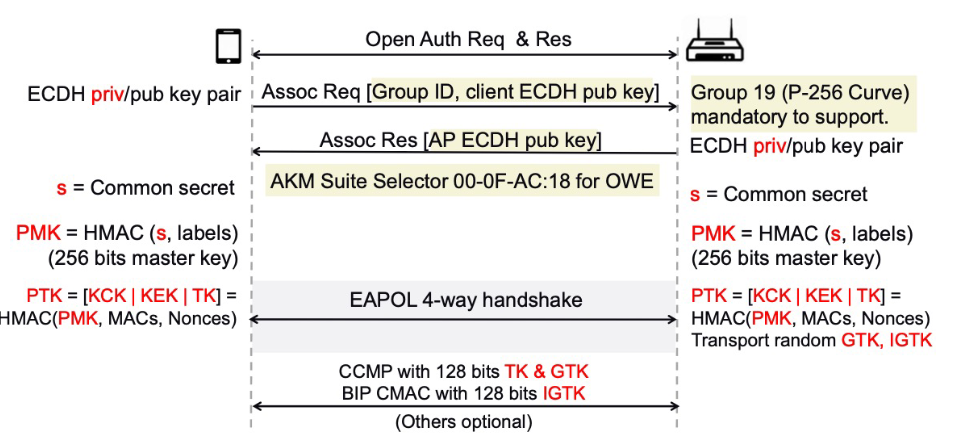 Open Auth Req & Res
ECDH priv/pub key pair
Assoc Req [Group ID, client ECDH pub key]
Group 19 (P-256 Curve)
mandatory to support.
Assoc Res [AP ECDH pub key]
ECDH priv/pub key pair
AKM Suite Selector 00-0F-AC:18 for OWE
s = Common secret
s = Common secret
PMK = HMAC (s, labels)
(256 bits master key)
PMK = HMAC (s, labels)
(256 bits master key)
PTK = [KCK | KEK | TK] =
HMAC(PMK, MACs, Nonces)
EAPOL 4-way handshake
PTK = [KCK | KEK | TK] =
HMAC(PMK, MACs, Nonces)
Transport random GTK, IGTK
CCMP with 128 bits TK & GTK
BIP CMAC with 128 bits IGTK
(Others optional)